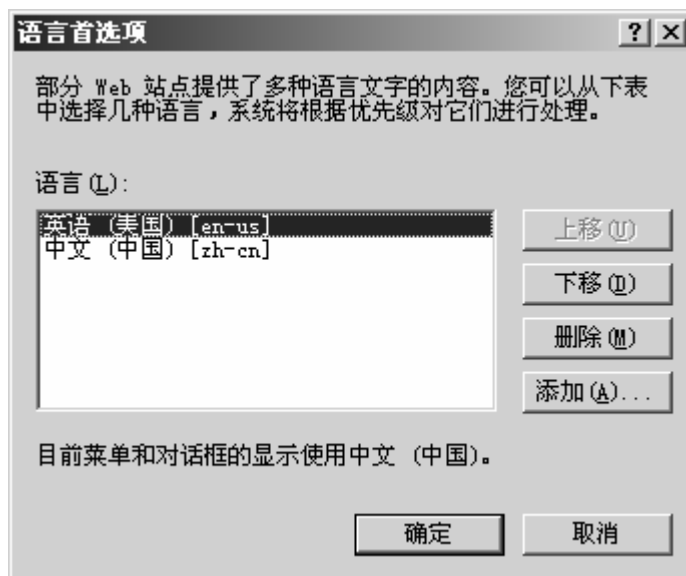 语言首选项
部分 Web 站点提供了多种语言文字的内容。您可以从下表
中选择几种语言，系统将根据优先级对它们进行处理。
语言(L):
英语 (美国) [en-us]
中文 (中国) [zh-cn]
上移(U)
下移(D)
删除(M)
添加(A)...
目前菜单和对话框的显示使用中文 (中国)。
确定
取消